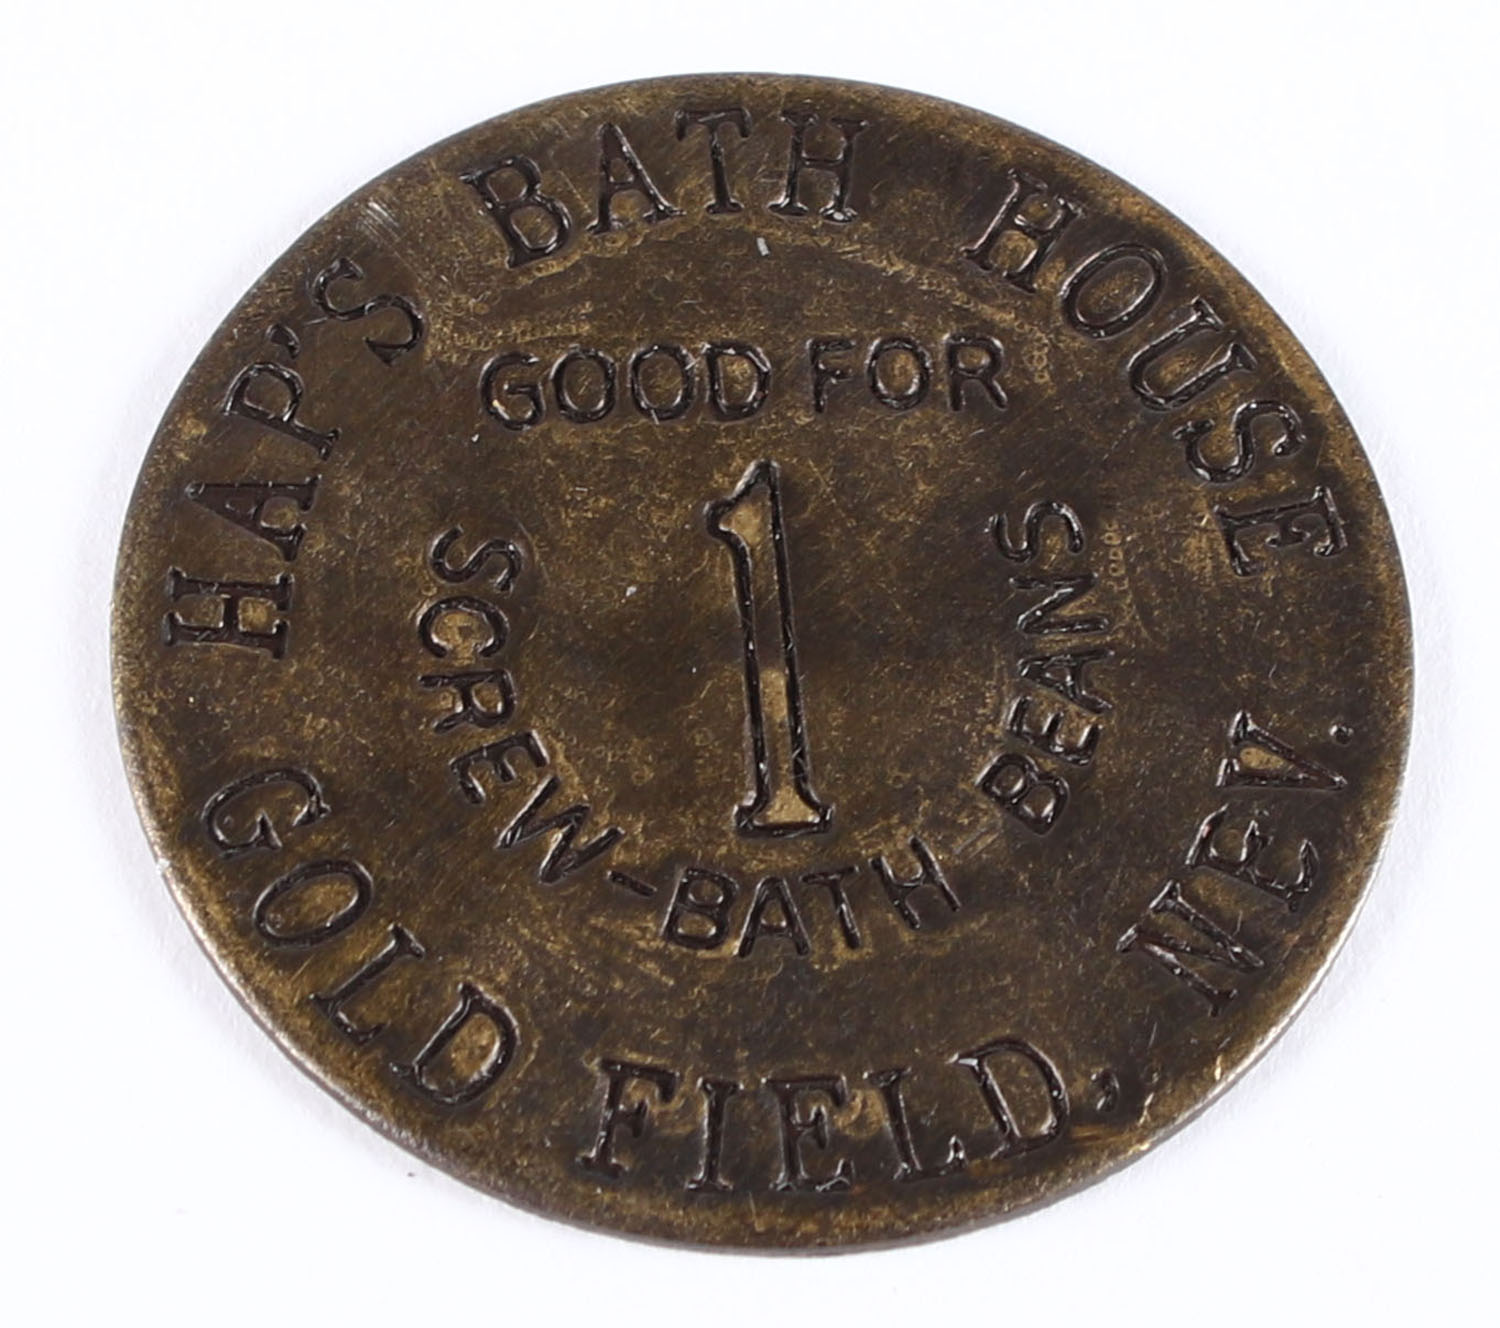 HAP'S BATH HOUSE
GOOD FOR
1
SCREW-BATH BEANS
GOLD FIELD, NEV.